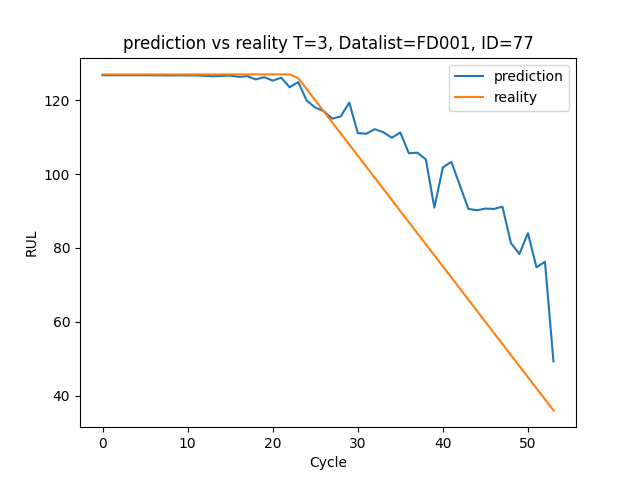 prediction vs reality T=3, Datalist=FD001, ID=77
prediction
reality
120
100
80
60
40
RUL
0 10 20 30 40 50
Cycle